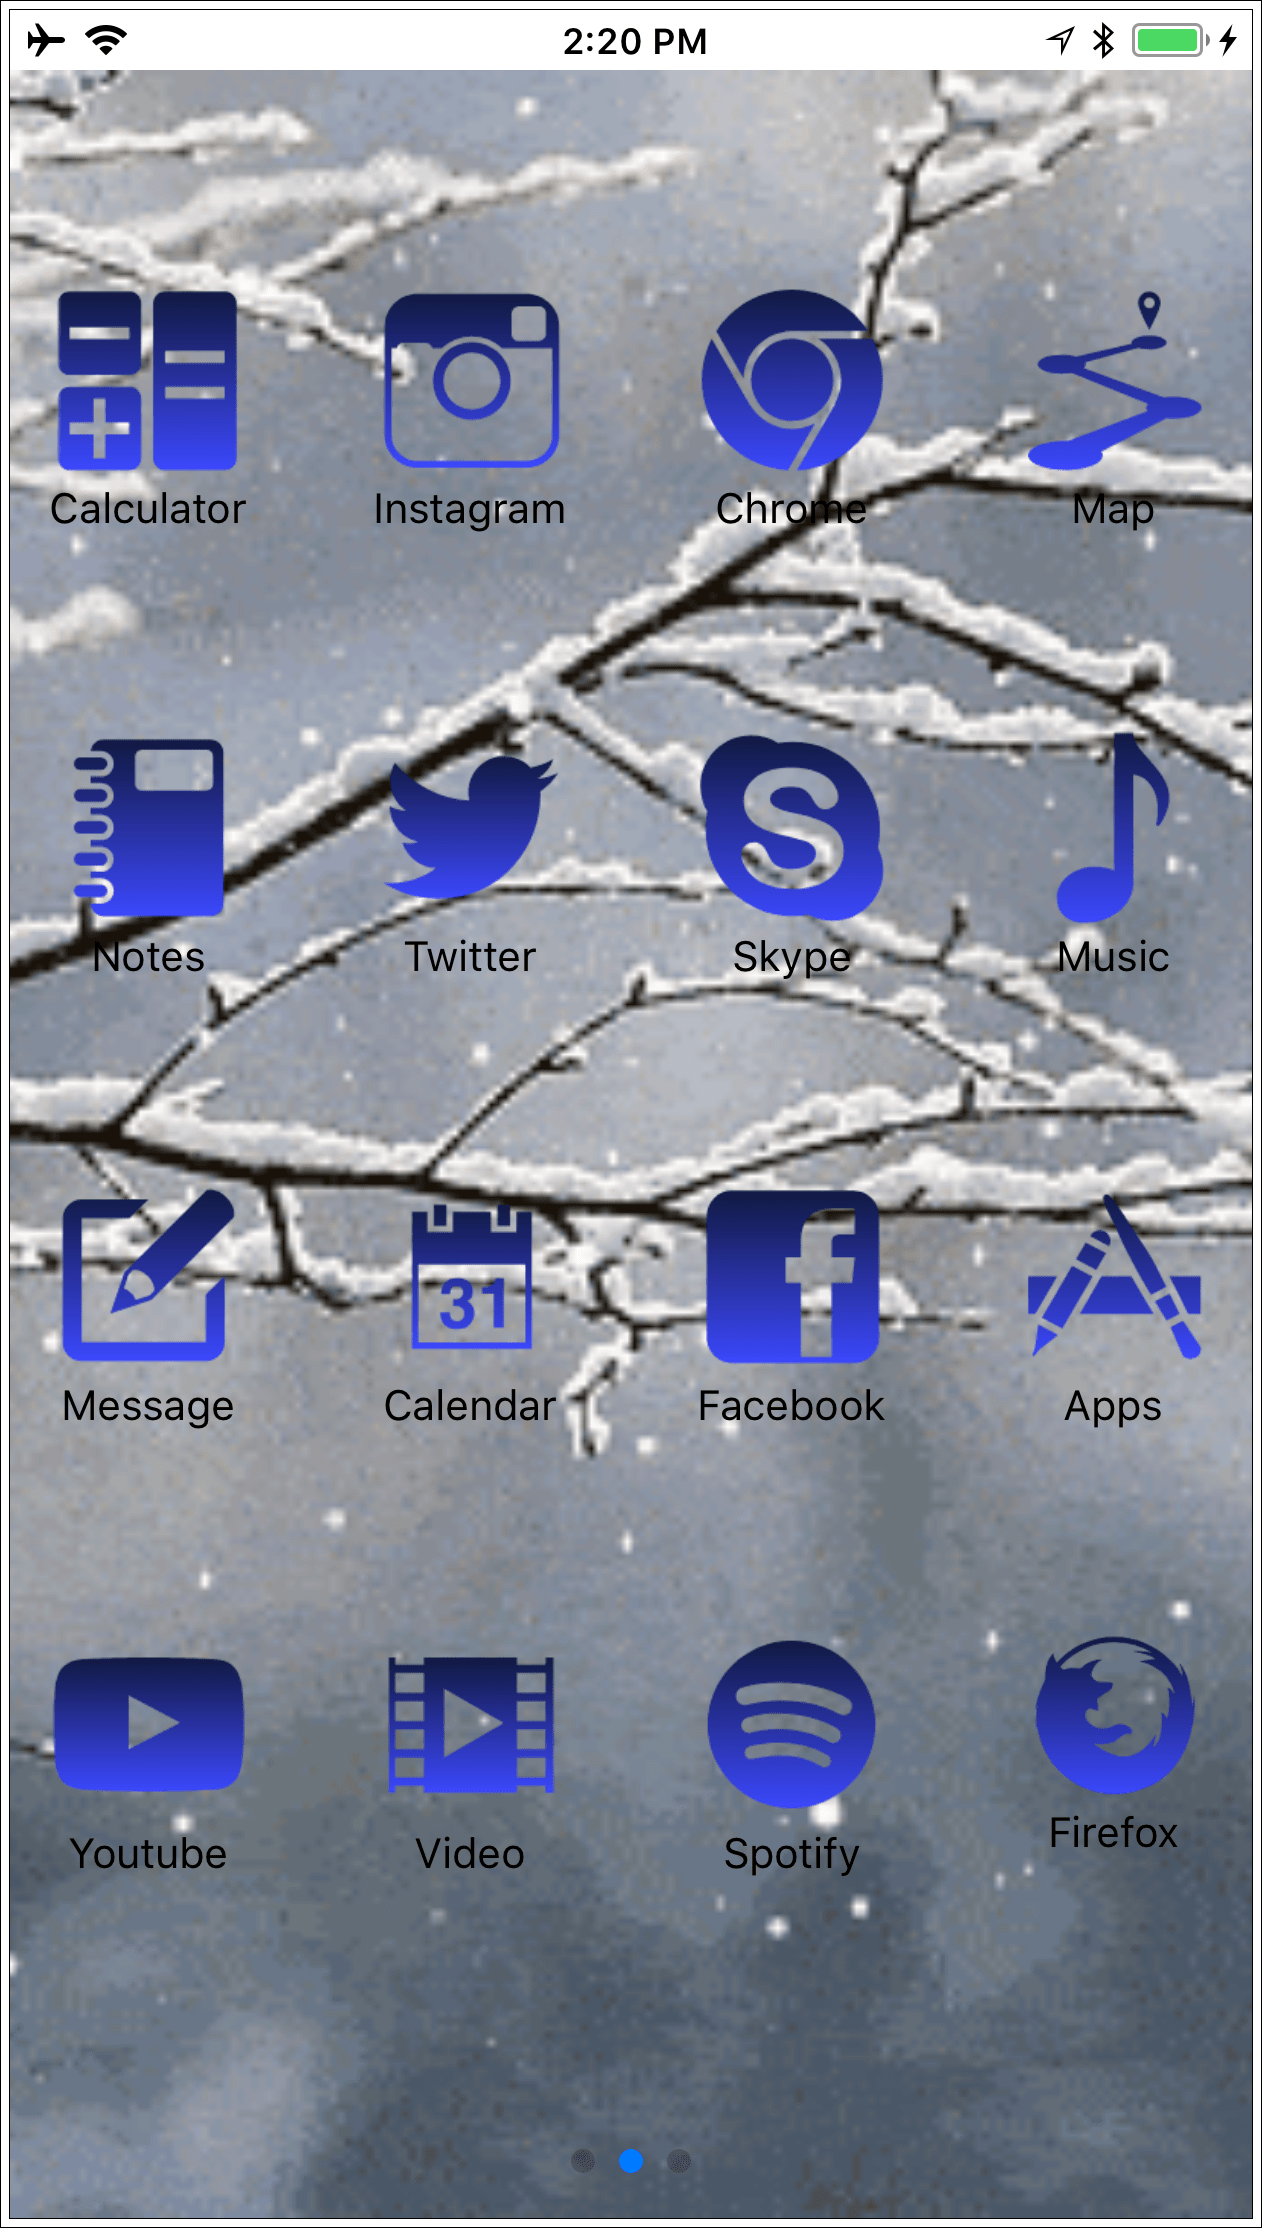 2:20 PM
Calculator Instagram Chrome Map
Notes Twitter Skype Music
31
Message Calendar Facebook Apps
Youtube Video Spotify Firefox